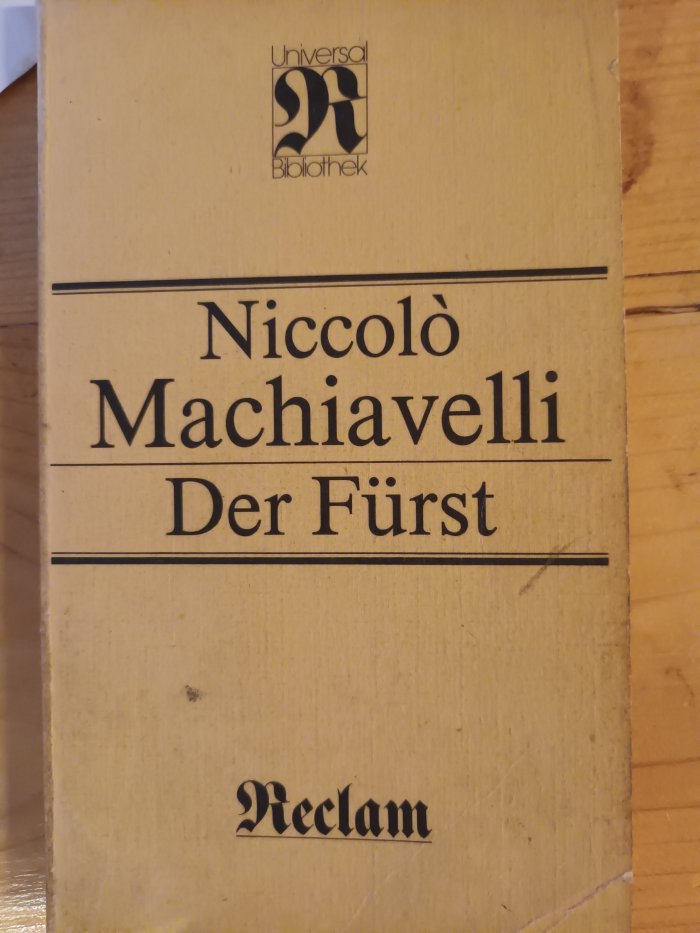 Universal
R
Bibliothek
Niccolò
Machiavelli
Der Fürst
Reclam